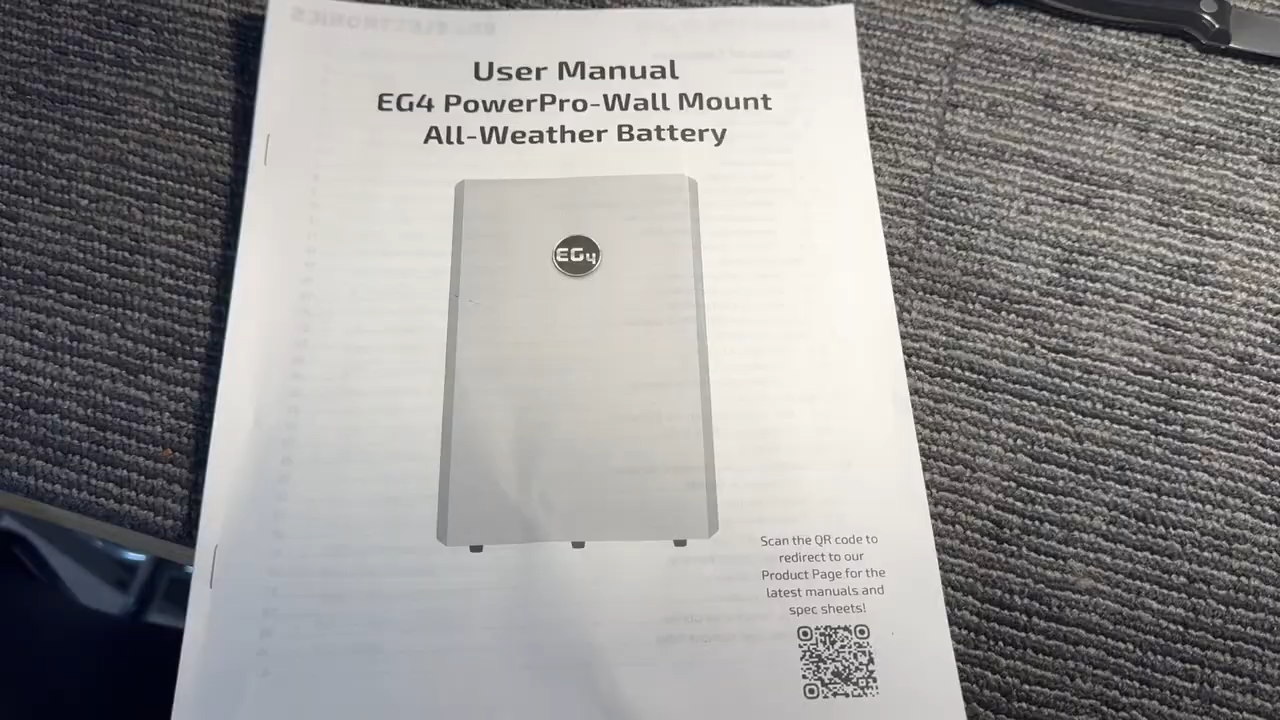 User Manual
EG4 PowerPro-Wall Mount
All-Weather Battery
EG4
Scan the QR code to
redirect to our
Product Page for the
latest manuals and
spec sheets!